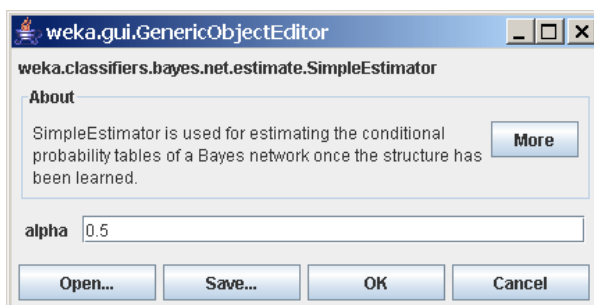 weka.gui.GenericObjectEditor
weka.classifiers.bayes.net.estimate.SimpleEstimator
About
SimpleEstimator is used for estimating the conditional
probability tables of a Bayes network once the structure has
been learned.
More
alpha 0.5
Open... Save... OK Cancel